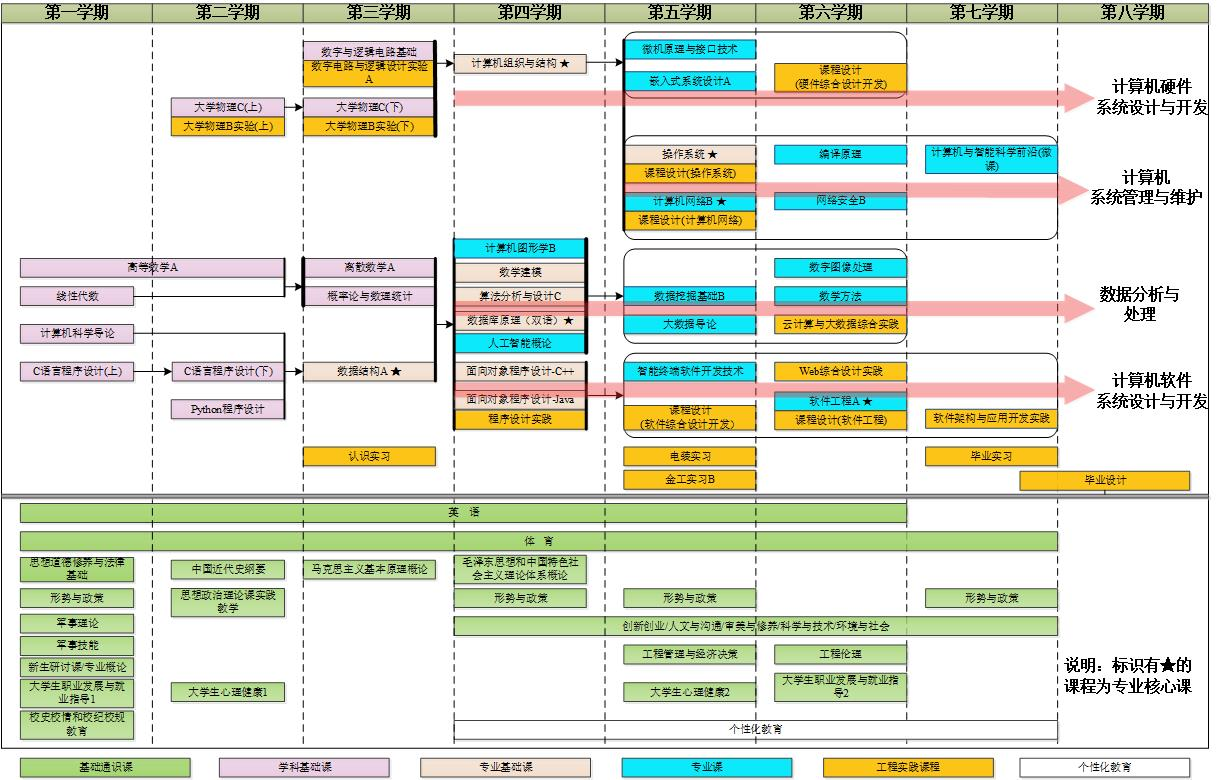 第一学期
第二学期
第三学期
第四学期
第五学期
第六学期
第七学期
第八学期
数字与逻辑电路基础
数字电路与逻辑设计实验
A
计算机组织与结构 ★
微机原理与接口技术
嵌入式系统设计A
课程设计
(硬件综合设计开发)
计算机硬件
系统设计与开发
大学物理C(上)
大学物理B实验(上)
大学物理C(下)
大学物理B实验(下)
操作系统 ★
课程设计(操作系统)
计算机网络B ★
课程设计(计算机网络)
编译原理
网络安全B
计算机与智能科学前沿(微
课)
计算机
系统管理与维护
高等数学A
线性代数
离散数学A
概率论与数理统计
计算机图形学B
数学建模
算法分析与设计C
数据库原理（双语）★
人工智能概论
数据挖掘基础B
大数据导论
数字图像处理
数学方法
云计算与大数据综合实践
数据分析与
处理
计算机科学导论
C语言程序设计(上)
C语言程序设计(下)
Python程序设计
数据结构A ★
面向对象程序设计-C++
面向对象程序设计-Java
程序设计实践
智能终端软件开发技术
课程设计
(软件综合设计开发)
Web综合设计实践
软件工程A ★
课程设计(软件工程)
软件架构与应用开发实践
计算机软件
系统设计与开发
认识实习
电装实习
金工实习B
毕业实习
毕业设计
英 语
体 育
思想道德修养与法律
基础
中国近代史纲要
马克思主义基本原理概论
毛泽东思想和中国特色社
会主义理论体系概论
形势与政策
思想政治理论课实践
教学
形势与政策
形势与政策
形势与政策
军事理论
创新创业/人文与沟通/审美与修养/科学与技术/环境与社会
军事技能
新生研讨课/专业概论
工程管理与经济决策
工程伦理
大学生职业发展与就
业指导1
大学生心理健康1
大学生心理健康2
大学生职业发展与就业指
导2
校史校情和校纪校规
教育
个性化教育
说明：标识有★的
课程为专业核心课
基础通识课
学科基础课
专业基础课
专业课
工程实践课程
个性化教育